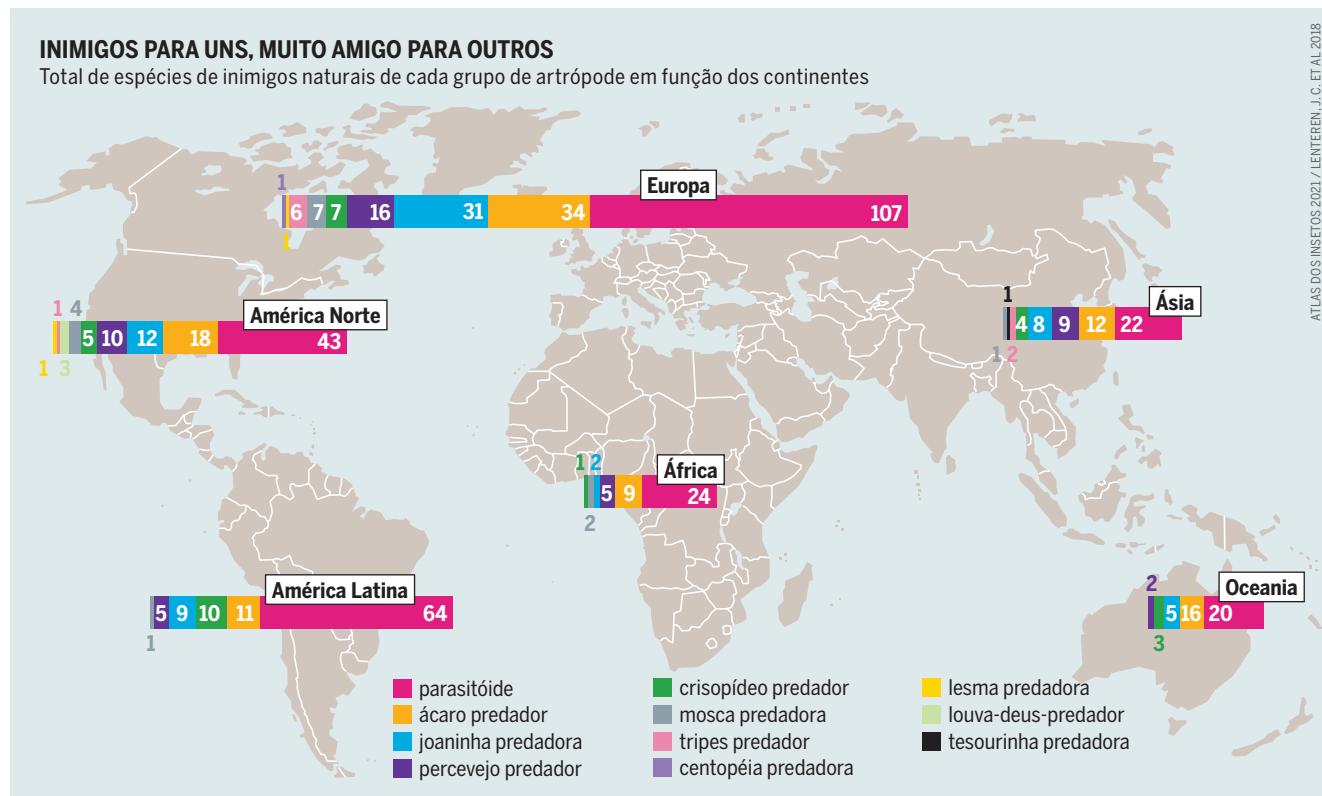 INIMIGOS PARA UNS, MUITO AMIGO PARA OUTROS
Total de espécies de inimigos naturais de cada grupo de artrópode em função dos continentes
ATLAS DOS INSETOS 2021 / LENTEREN, J. C. ET AL 2018
Europa
1
6 7 7 16 31 34 107
1
América Norte
1 4
5 10 12 18 43
1 3
Ásia
1
4 8 9 12 22
1 2
África
1 2
5 9 24
2
América Latina
5 9 10 11 64
1
Oceania
2
5 16 20
3
parasitóide
ácaro predador
joaninha predadora
percevejo predador
crisopídeo predador
mosca predadora
tripes predador
centopéia predadora
lesma predadora
louva-deus-predador
tesourinha predadora